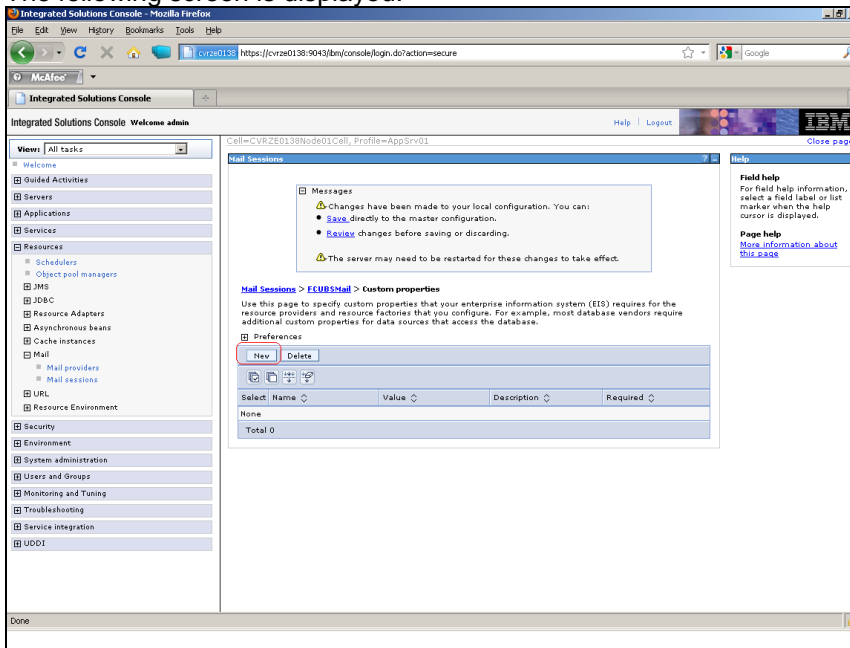 The following screen is displayed:
Integrated Solutions Console - Mozilla Firefox
File Edit View History Bookmarks Tools Help
cvrze0138 https://cvrze0138:9043/ibm/console/login.do?action=secure
Google
McAfee
Integrated Solutions Console
Integrated Solutions Console Welcome admin
Help Logout
IBM
View: All tasks
Welcome
Guided Activities
Servers
Applications
Services
Resources
Schedulers
Object pool managers
JMS
JDBC
Resource Adapters
Asynchronous beans
Cache instances
Mail
Mail providers
Mail sessions
URL
Resource Environment
Security
Environment
System administration
Users and Groups
Monitoring and Tuning
Troubleshooting
Service integration
UDDI
Cell=CVRZE0138Node01Cell, Profile=AppSrv01
Close page
Mail Sessions
Messages
Changes have been made to your local configuration. You can:
Save directly to the master configuration.
Review changes before saving or discarding.
The server may need to be restarted for these changes to take effect.
Mail Sessions > FCUBSMail > Custom properties
Use this page to specify custom properties that your enterprise information system (EIS) requires for the
resource providers and resource factories that you configure. For example, most database vendors require
additional custom properties for data sources that access the database.
Preferences
New Delete
Select Name Value Description Required
None
Total 0
Help
Field help
For field help information,
select a field label or list
marker when the help
cursor is displayed.
Page help
More information about
this page
Done